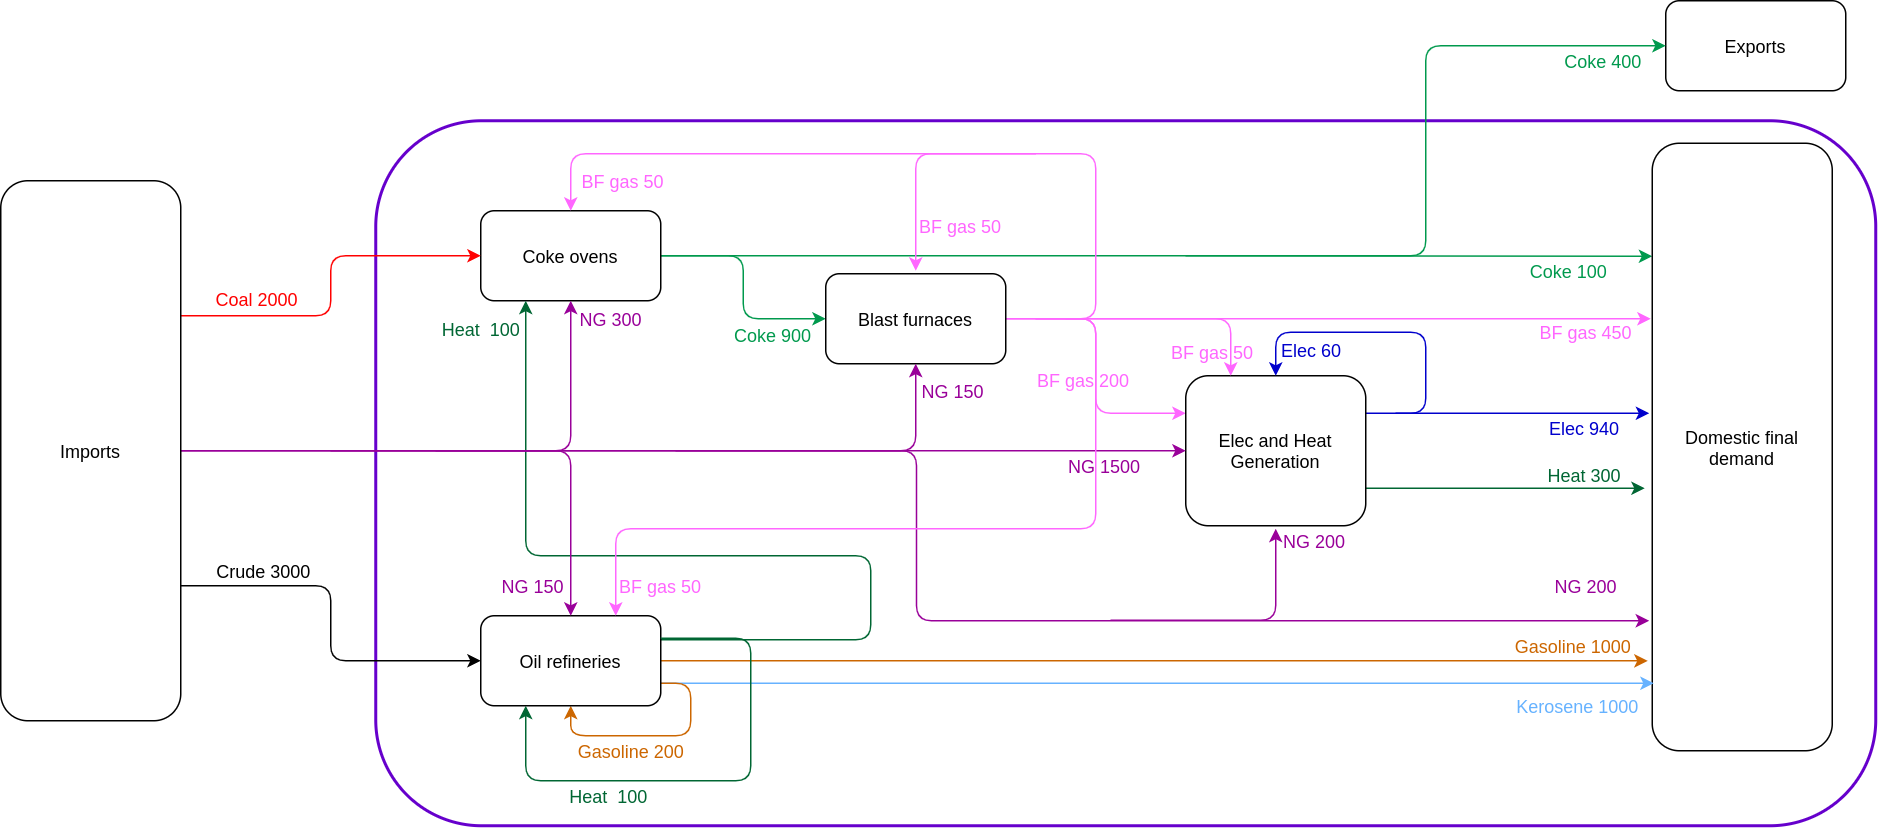 Exports
Coke 400
BF gas 50
BF gas 50
Coke ovens
Coke 100
Coal 2000
Heat  100
NG 300
Coke 900
Blast furnaces
BF gas 450
BF gas 50
Elec 60
BF gas 200
NG 150
Elec 940
Imports
Elec and Heat
Generation
Domestic final
demand
NG 1500
Heat 300
NG 200
Crude 3000
NG 150
BF gas 50
NG 200
Oil refineries
Gasoline 1000
Kerosene 1000
Gasoline 200
Heat  100